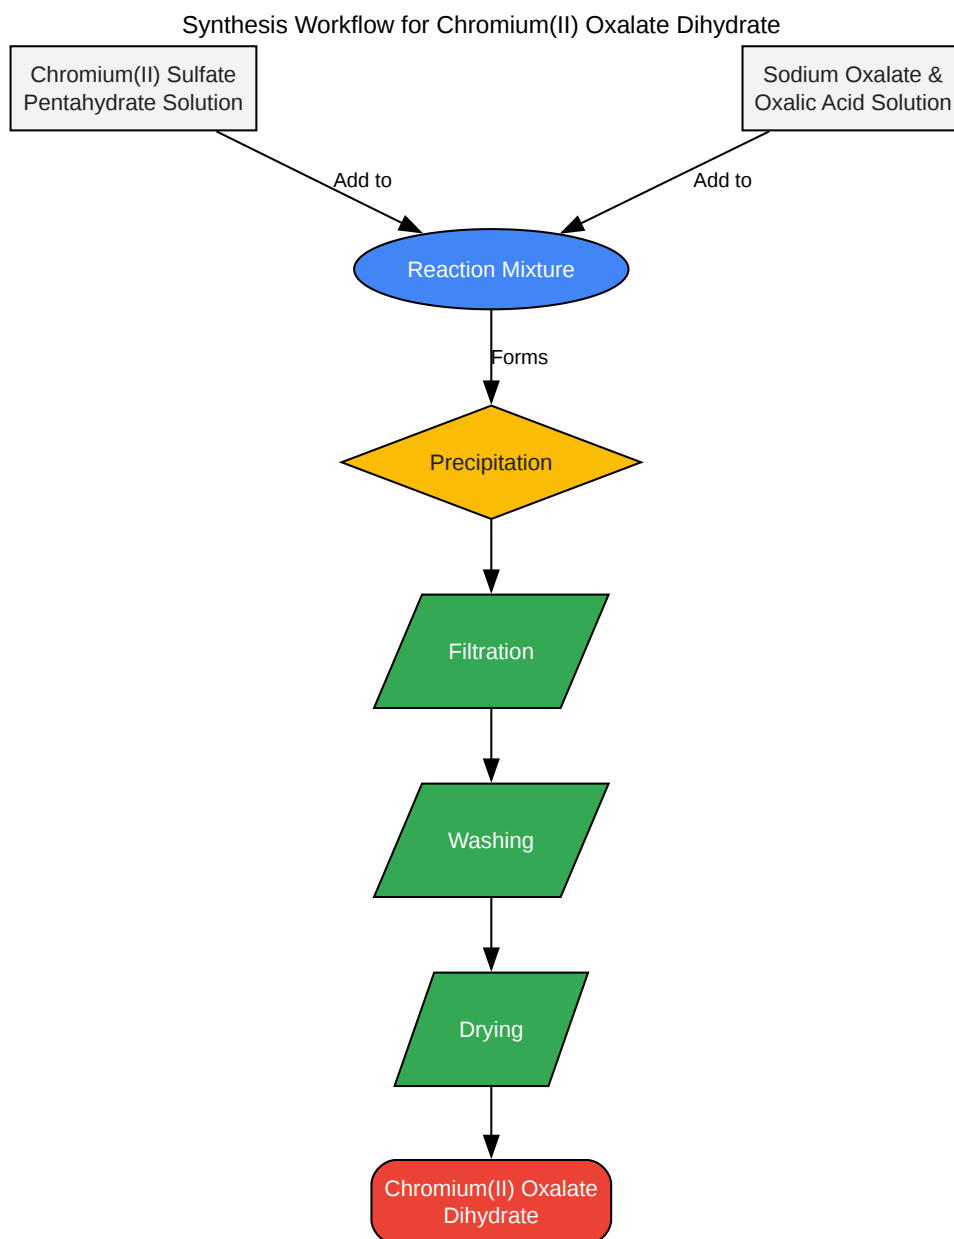 Synthesis Workflow for Chromium(II) Oxalate Dihydrate
Chromium(II) Sulfate
Pentahydrate Solution
Sodium Oxalate &
Oxalic Acid Solution
Add to
Add to
Reaction Mixture
Forms
Precipitation
Filtration
Washing
Drying
Chromium(II) Oxalate
Dihydrate